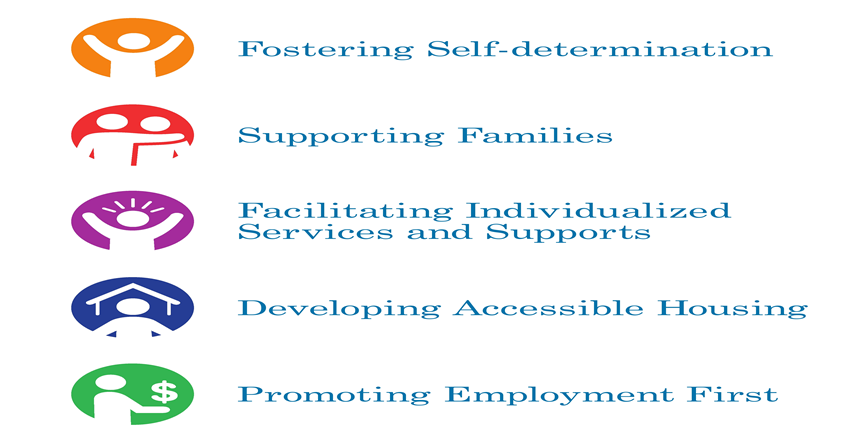 Fostering Self-determination
Supporting Families
Facilitating Individualized
Services and Supports
Developing Accessible Housing
$
Promoting Employment First